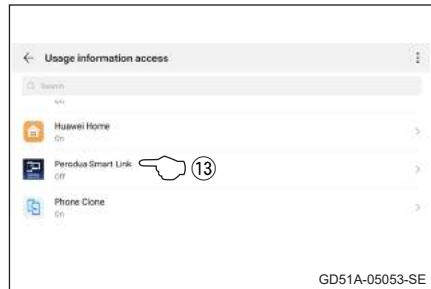 ← Usage information access
Search
On
Huawei Home
On
Perodua Smart Link
Off
⑬
Phone Clone
On
GD51A-05053-SE